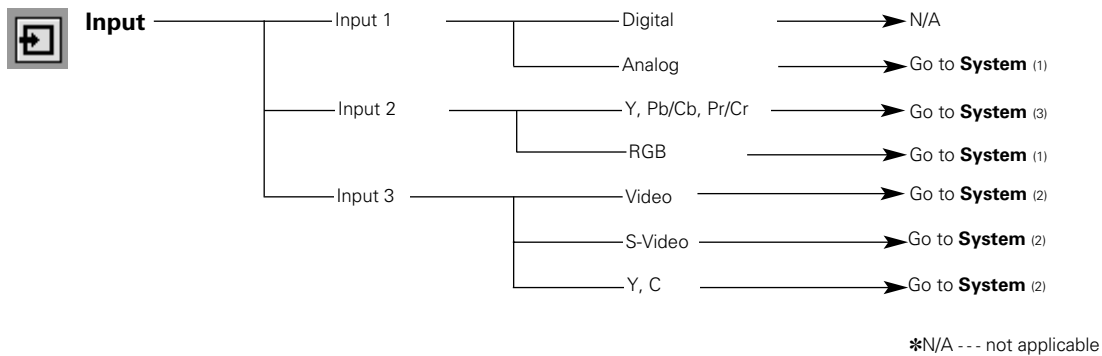 Input Input 1 Digital N/A
Analog Go to System (1)
Input 2 Y, Pb/Cb, Pr/Cr Go to System (3)
RGB Go to System (1)
Input 3 Video Go to System (2)
S-Video Go to System (2)
Y, C Go to System (2)
✽N/A --- not applicable